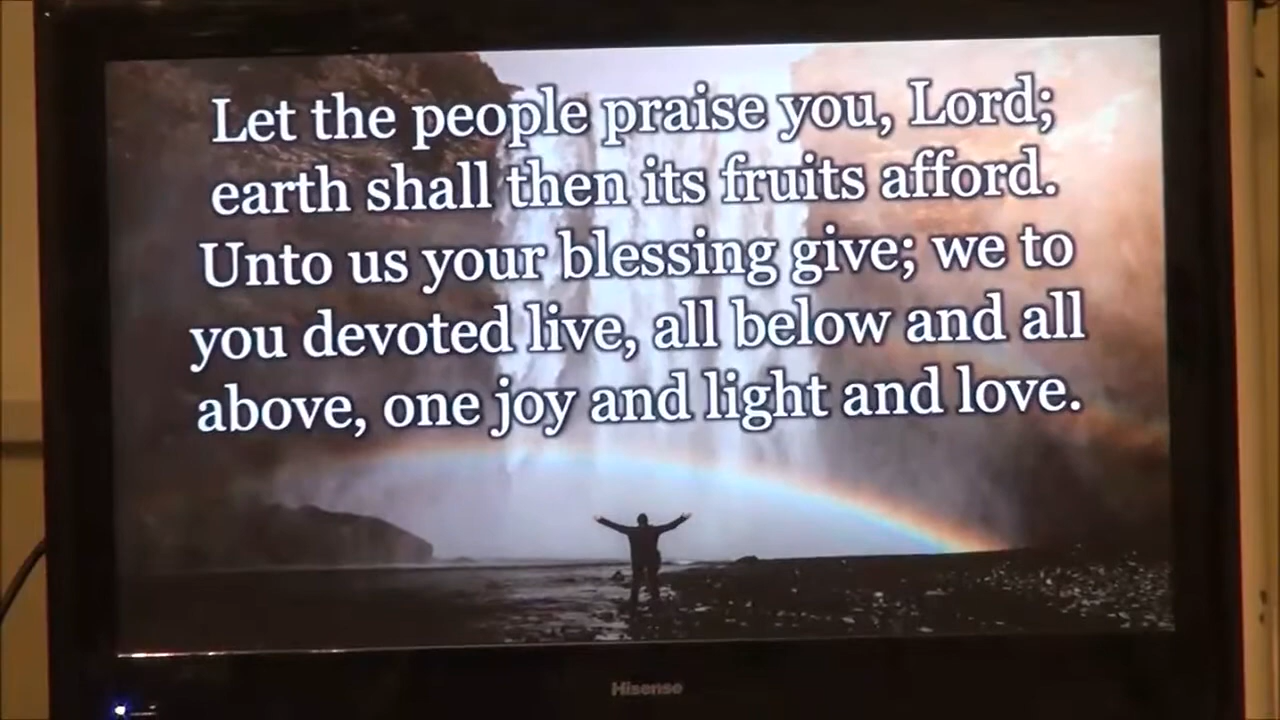 Let the people praise you, Lord;
earth shall then its fruits afford.
Unto us your blessing give; we to
you devoted live, all below and all
above, one joy and light and love.
Hisense